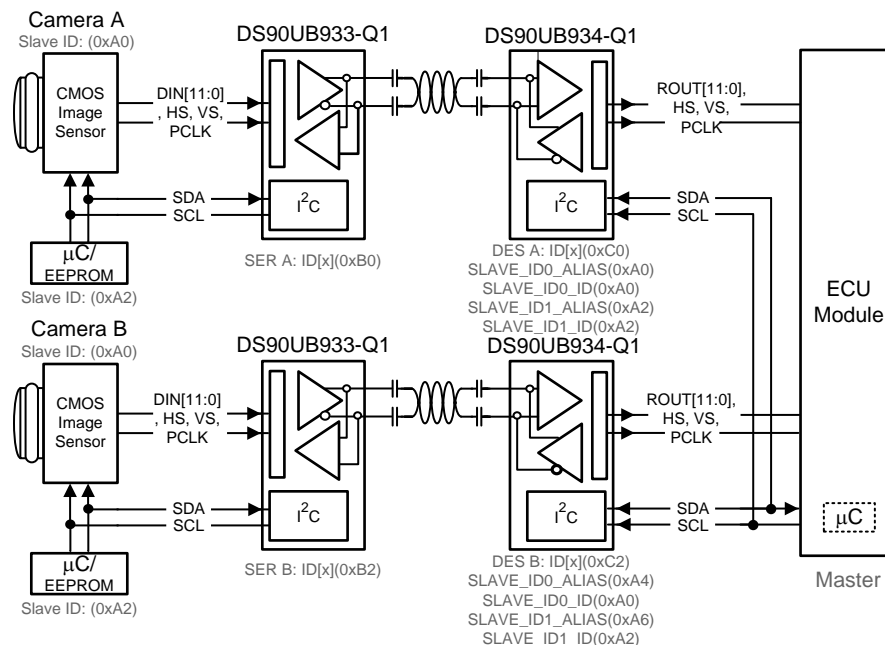 Camera A
Slave ID: (0xA0)
CMOS
Image
Sensor
DIN[11:0]
, HS, VS,
PCLK
SDA
SCL
µC/
EEPROM
Slave ID: (0xA2)
DS90UB933-Q1
I2C
SER A: ID[x](0xB0)
DS90UB934-Q1
I2C
DES A: ID[x](0xC0)
SLAVE_ID0_ALIAS(0xA0)
SLAVE_ID0_ID(0xA0)
SLAVE_ID1_ALIAS(0xA2)
SLAVE_ID1_ID(0xA2)
ROUT[11:0],
HS, VS,
PCLK
SDA
SCL
ECU
Module
Camera B
Slave ID: (0xA0)
CMOS
Image
Sensor
DIN[11:0]
, HS, VS,
PCLK
SDA
SCL
µC/
EEPROM
Slave ID: (0xA2)
DS90UB933-Q1
I2C
SER B: ID[x](0xB2)
DS90UB934-Q1
I2C
DES B: ID[x](0xC2)
SLAVE_ID0_ALIAS(0xA4)
SLAVE_ID0_ID(0xA0)
SLAVE_ID1_ALIAS(0xA6)
SLAVE_ID1_ID(0xA2)
ROUT[11:0],
HS, VS,
PCLK
SDA
SCL
µC
Master